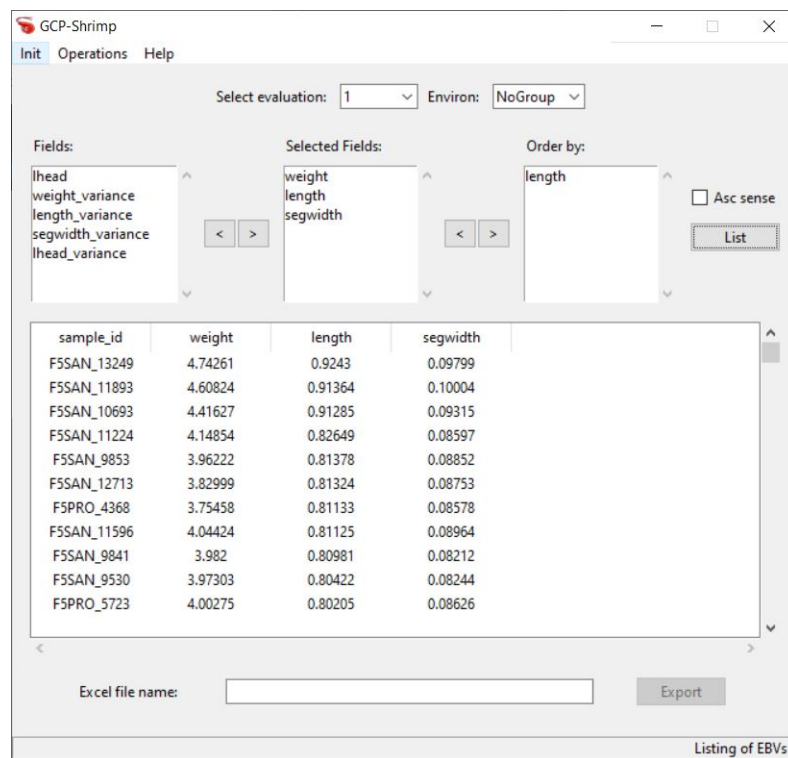 GCP-Shrimp
Init Operations Help
Select evaluation: 1 Environ: NoGroup
Fields: Selected Fields: Order by:
lhead weight length
weight_variance length Asc sense
length_variance segwidth
segwidth_variance < > < > List
lhead_variance
sample_id weight length segwidth
F5SAN_13249 4.74261 0.9243 0.09799
F5SAN_11893 4.60824 0.91364 0.10004
F5SAN_10693 4.41627 0.91285 0.09315
F5SAN_11224 4.14854 0.82649 0.08597
F5SAN_9853 3.96222 0.81378 0.08852
F5SAN_12713 3.82999 0.81324 0.08753
F5PRO_4368 3.75458 0.81133 0.08578
F5SAN_11596 4.04424 0.81125 0.08964
F5SAN_9841 3.982 0.80981 0.08212
F5SAN_9530 3.97303 0.80422 0.08244
F5PRO_5723 4.00275 0.80205 0.08626
Excel file name: Export
Listing of EBVs